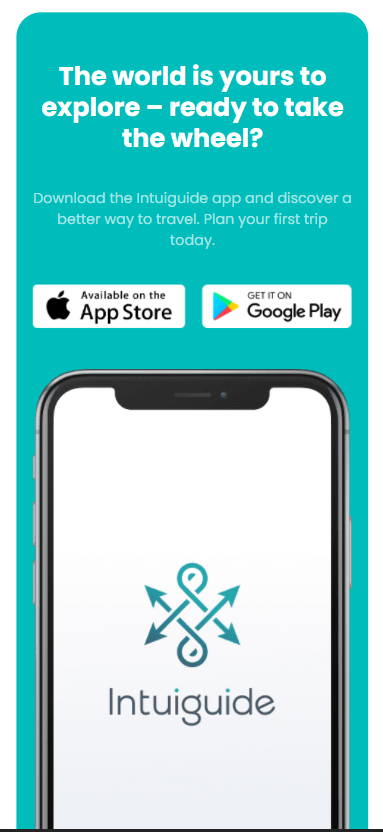 The world is yours to
explore – ready to take
the wheel?
Download the Intuiguide app and discover a
better way to travel. Plan your first trip
today.
Available on the
App Store
GET IT ON
Google Play
Intuiguide